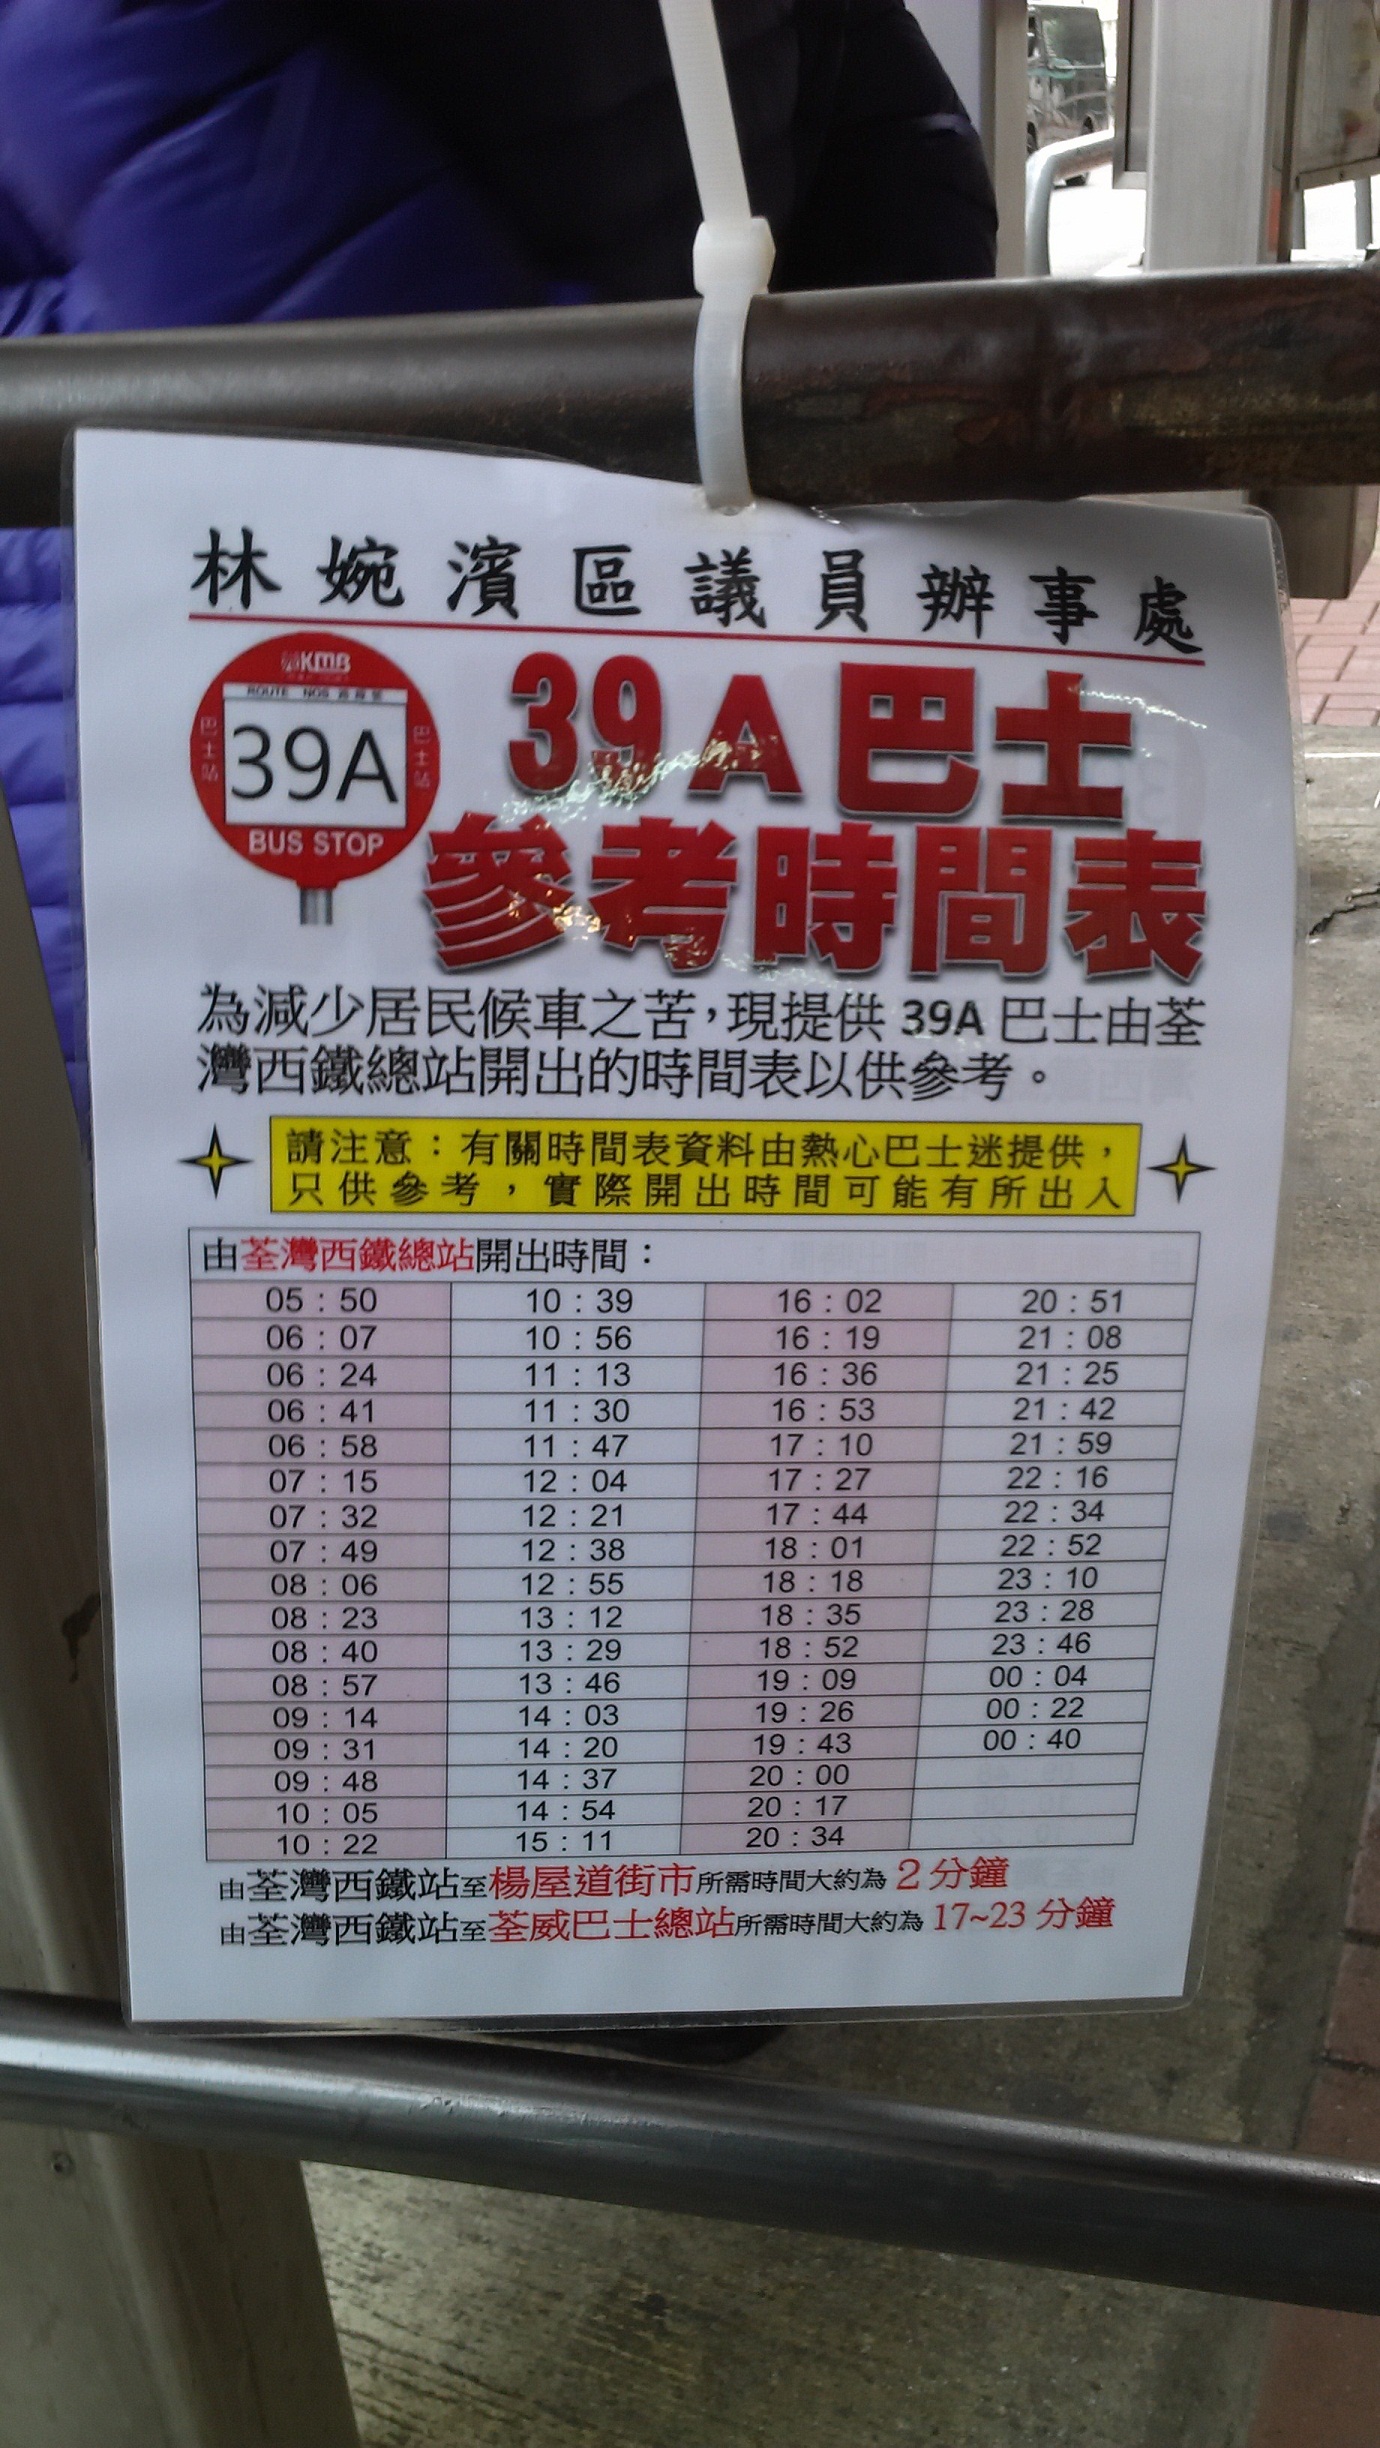 林婉濱區議員辦事處
KMB
ROUTE NOS
39A
巴士站
巴士站
BUS STOP
39A巴士
參考時間表
為減少居民候車之苦，現提供 39A 巴士由荃
灣西鐵總站開出的時間表以供參考。
請注意：有關時間表資料由熱心巴士迷提供，
只供參考，實際開出時間可能有所出入
由荃灣西鐵總站開出時間：
05：50 10：39 16：02 20：51
06：07 10：56 16：19 21：08
06：24 11：13 16：36 21：25
06：41 11：30 16：53 21：42
06：58 11：47 17：10 21：59
07：15 12：04 17：27 22：16
07：32 12：21 17：44 22：34
07：49 12：38 18：01 22：52
08：06 12：55 18：18 23：10
08：23 13：12 18：35 23：28
08：40 13：29 18：52 23：46
08：57 13：46 19：09 00：04
09：14 14：03 19：26 00：22
09：31 14：20 19：43 00：40
09：48 14：37 20：00
10：05 14：54 20：17
10：22 15：11 20：34
由荃灣西鐵站至楊屋道街市所需時間大約為 2 分鐘
由荃灣西鐵站至荃威巴士總站所需時間大約為 17~23 分鐘